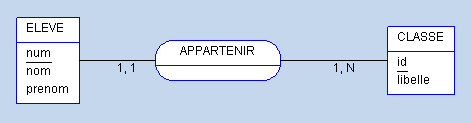 ELEVE
num
nom
prenom
1, 1
APPARTENIR
1, N
CLASSE
id
libelle